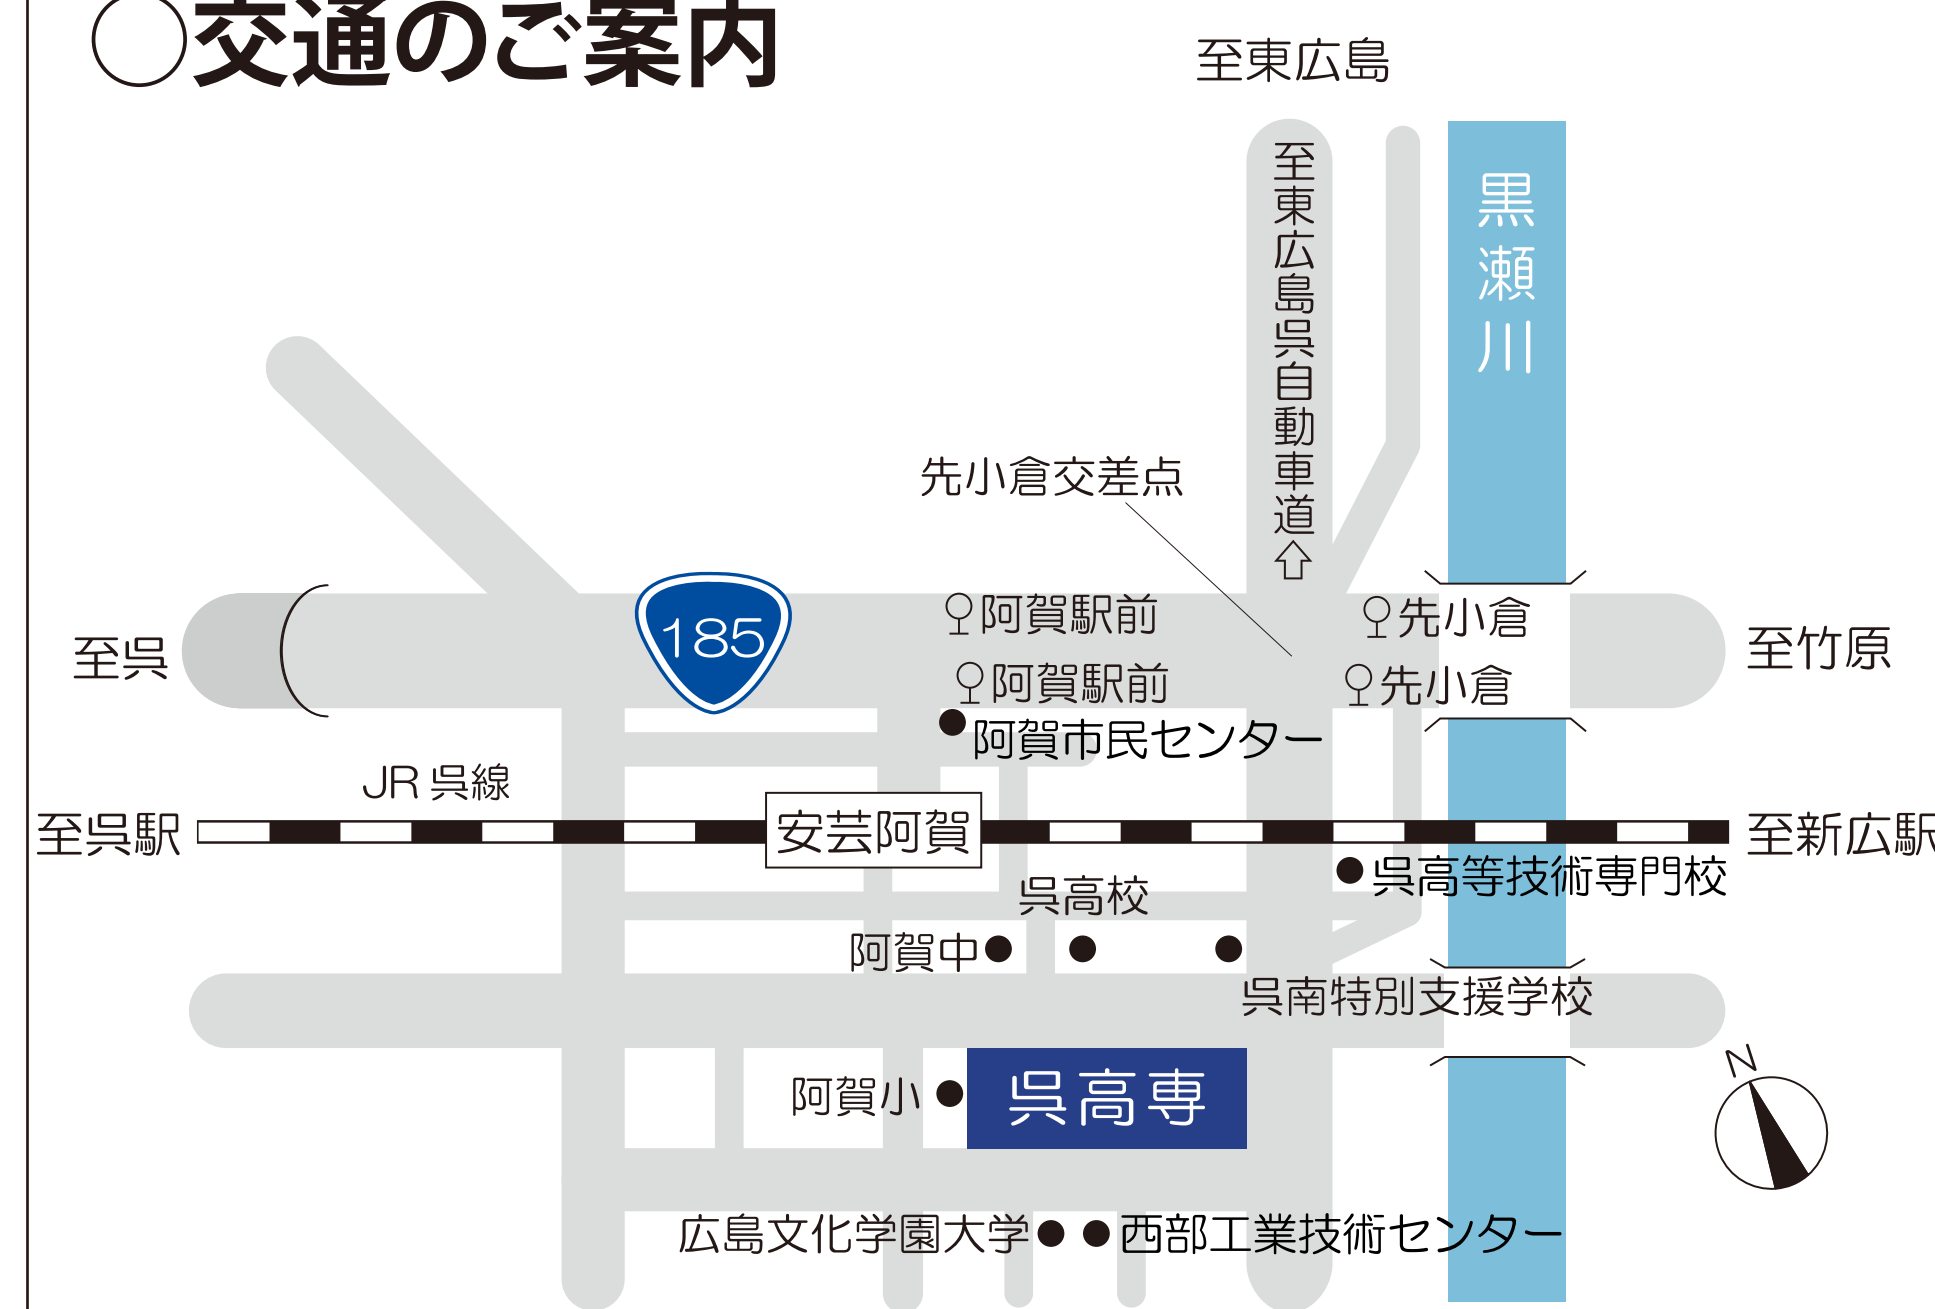 ○交通のご案内
至東広島
至東広島呉自動車道
黒瀬川
先小倉交差点
185
阿賀駅前
先小倉
至呉
至竹原
阿賀駅前
先小倉
阿賀市民センター
JR 呉線
至呉駅
安芸阿賀
至新広駅
呉高等技術専門校
呉高校
阿賀中
呉南特別支援学校
N
阿賀小
呉高専
広島文化学園大学
西部工業技術センター